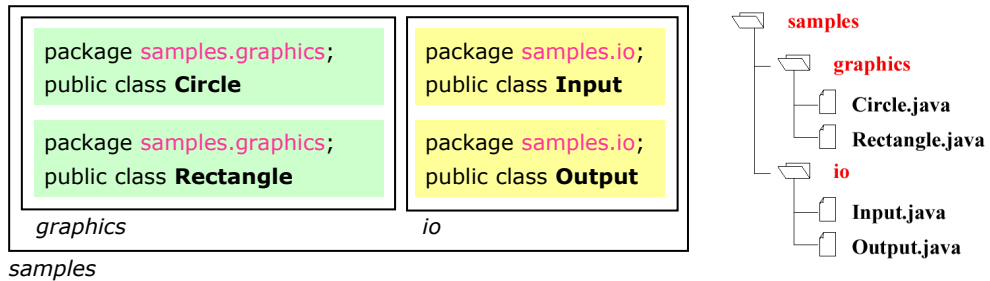 package samples.graphics;
public class Circle
package samples.graphics;
public class Rectangle
graphics
package samples.io;
public class Input
package samples.io;
public class Output
io
samples
samples
graphics
Circle.java
Rectangle.java
io
Input.java
Output.java